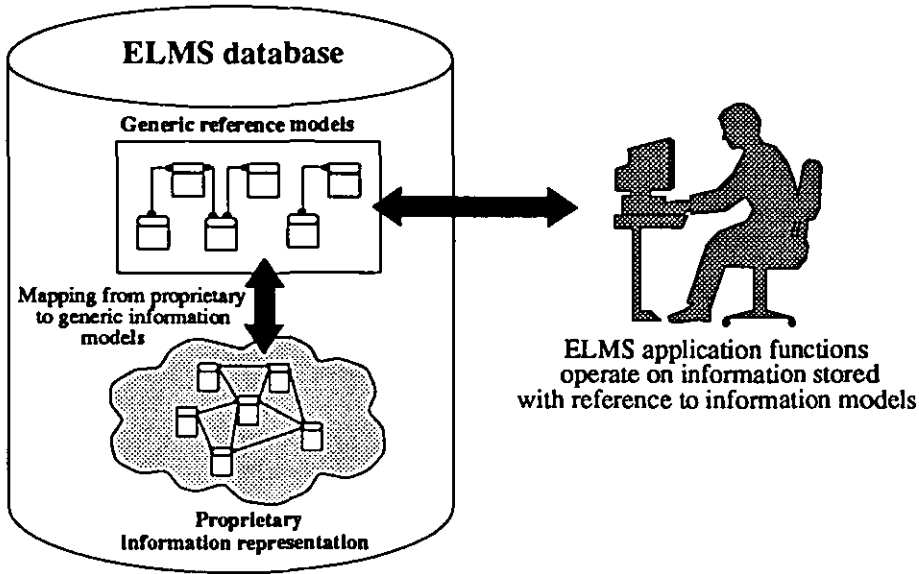 ELMS database
Generic reference models
Mapping from proprietary
to generic information
models
Proprietary
information representation
ELMS application functions
operate on information stored
with reference to information models